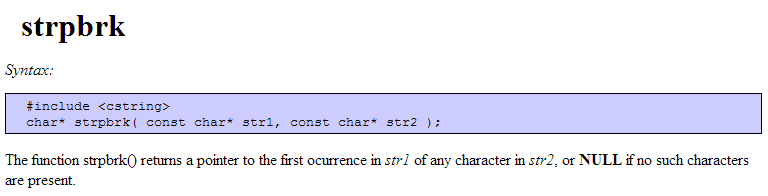 strpbrk
Syntax:
#include <cstring>
char* strpbrk( const char* str1, const char* str2 );
The function strpbrk() returns a pointer to the first ocurrence in str1 of any character in str2, or NULL if no such characters
are present.